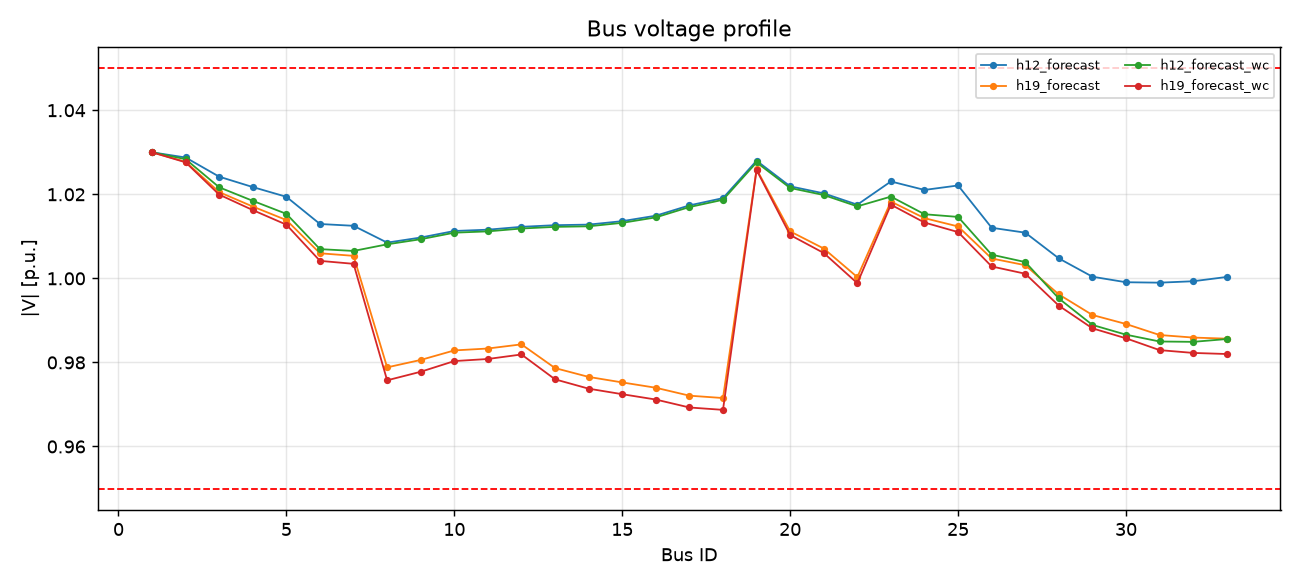 Bus voltage profile
h12_forecast h12_forecast_wc
h19_forecast h19_forecast_wc
|V| [p.u.]
1.04
1.02
1.00
0.98
0.96
0 5 10 15 20 25 30
Bus ID